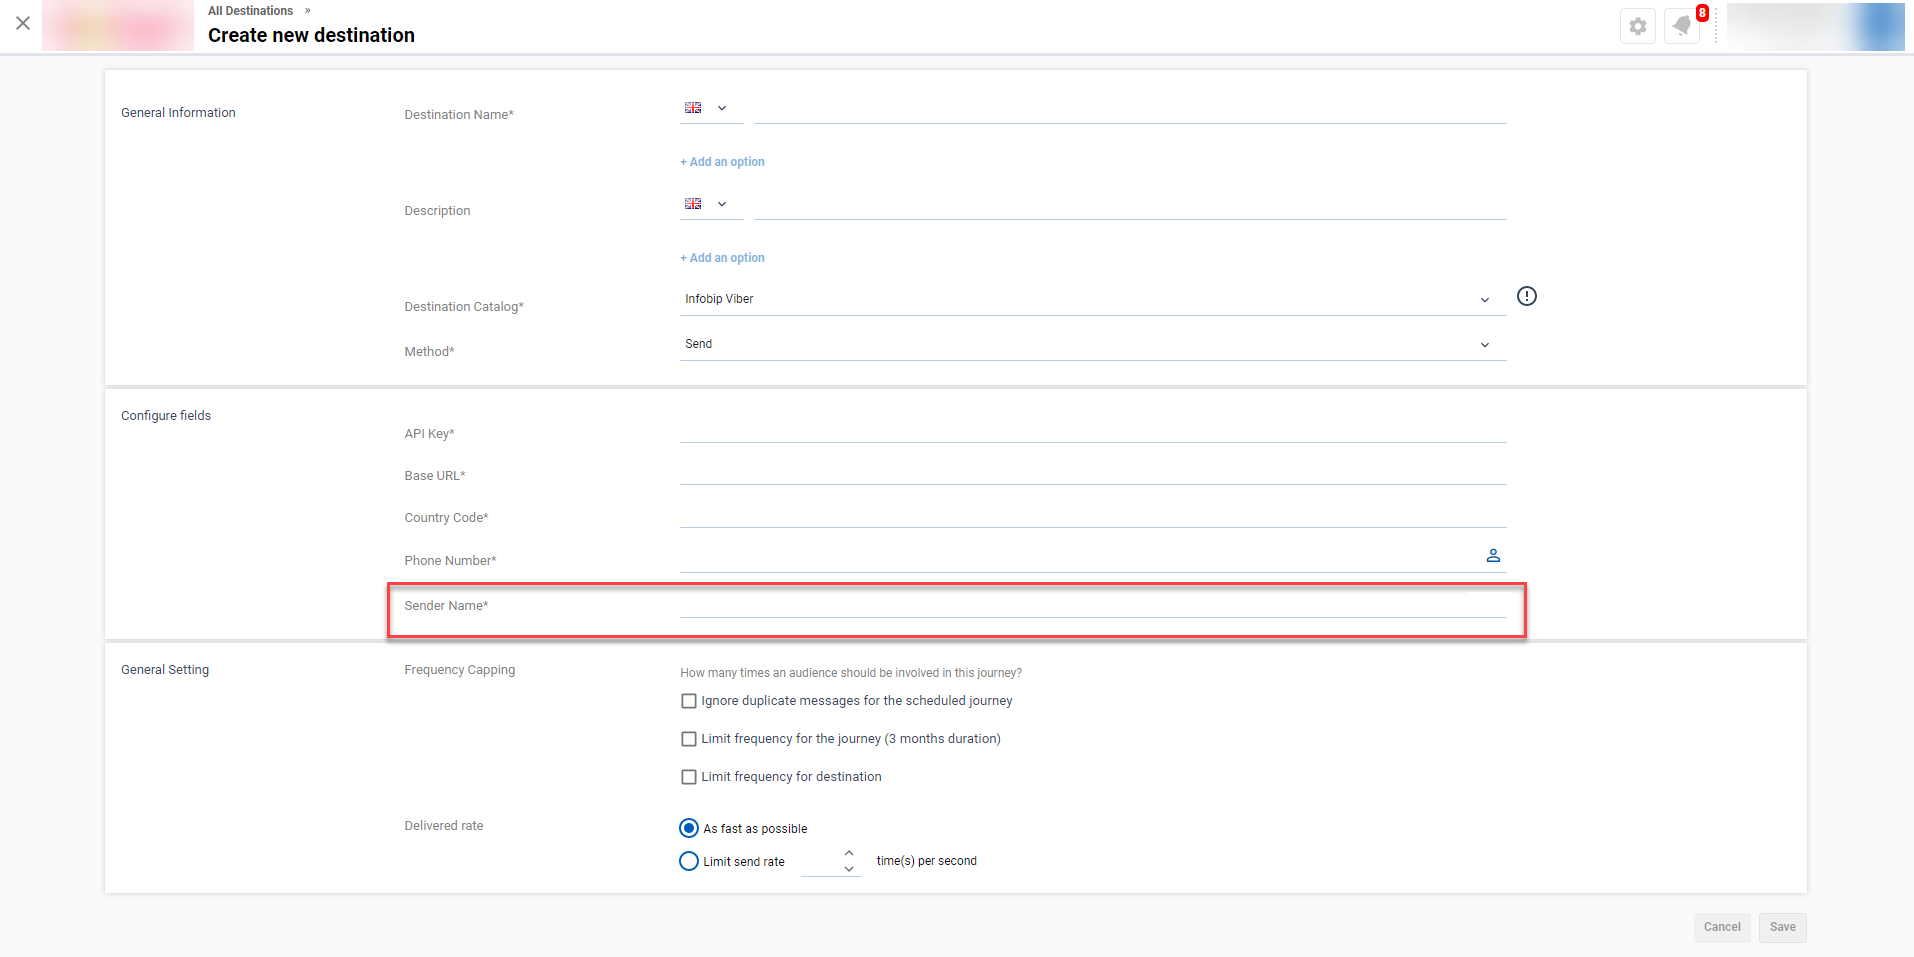 All Destinations »
Create new destination
8
General Information
Destination Name*
+ Add an option
Description
+ Add an option
Destination Catalog*
Infobip Viber
Method*
Send
Configure fields
API Key*
Base URL*
Country Code*
Phone Number*
Sender Name*
General Setting
Frequency Capping
How many times an audience should be involved in this journey?
Ignore duplicate messages for the scheduled journey
Limit frequency for the journey (3 months duration)
Limit frequency for destination
Delivered rate
As fast as possible
Limit send rate
time(s) per second
Cancel
Save